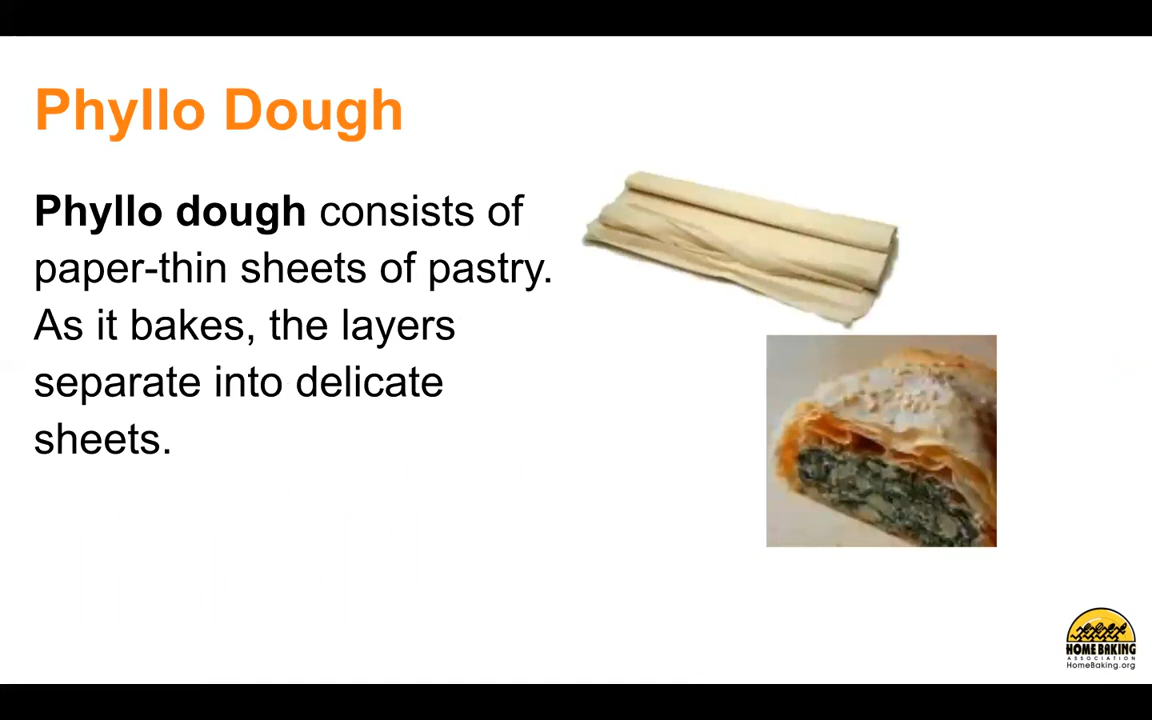 Phyllo Dough
Phyllo dough consists of
paper-thin sheets of pastry.
As it bakes, the layers
separate into delicate
sheets.
HOME BAKING
ASSOCIATION
HomeBaking.org